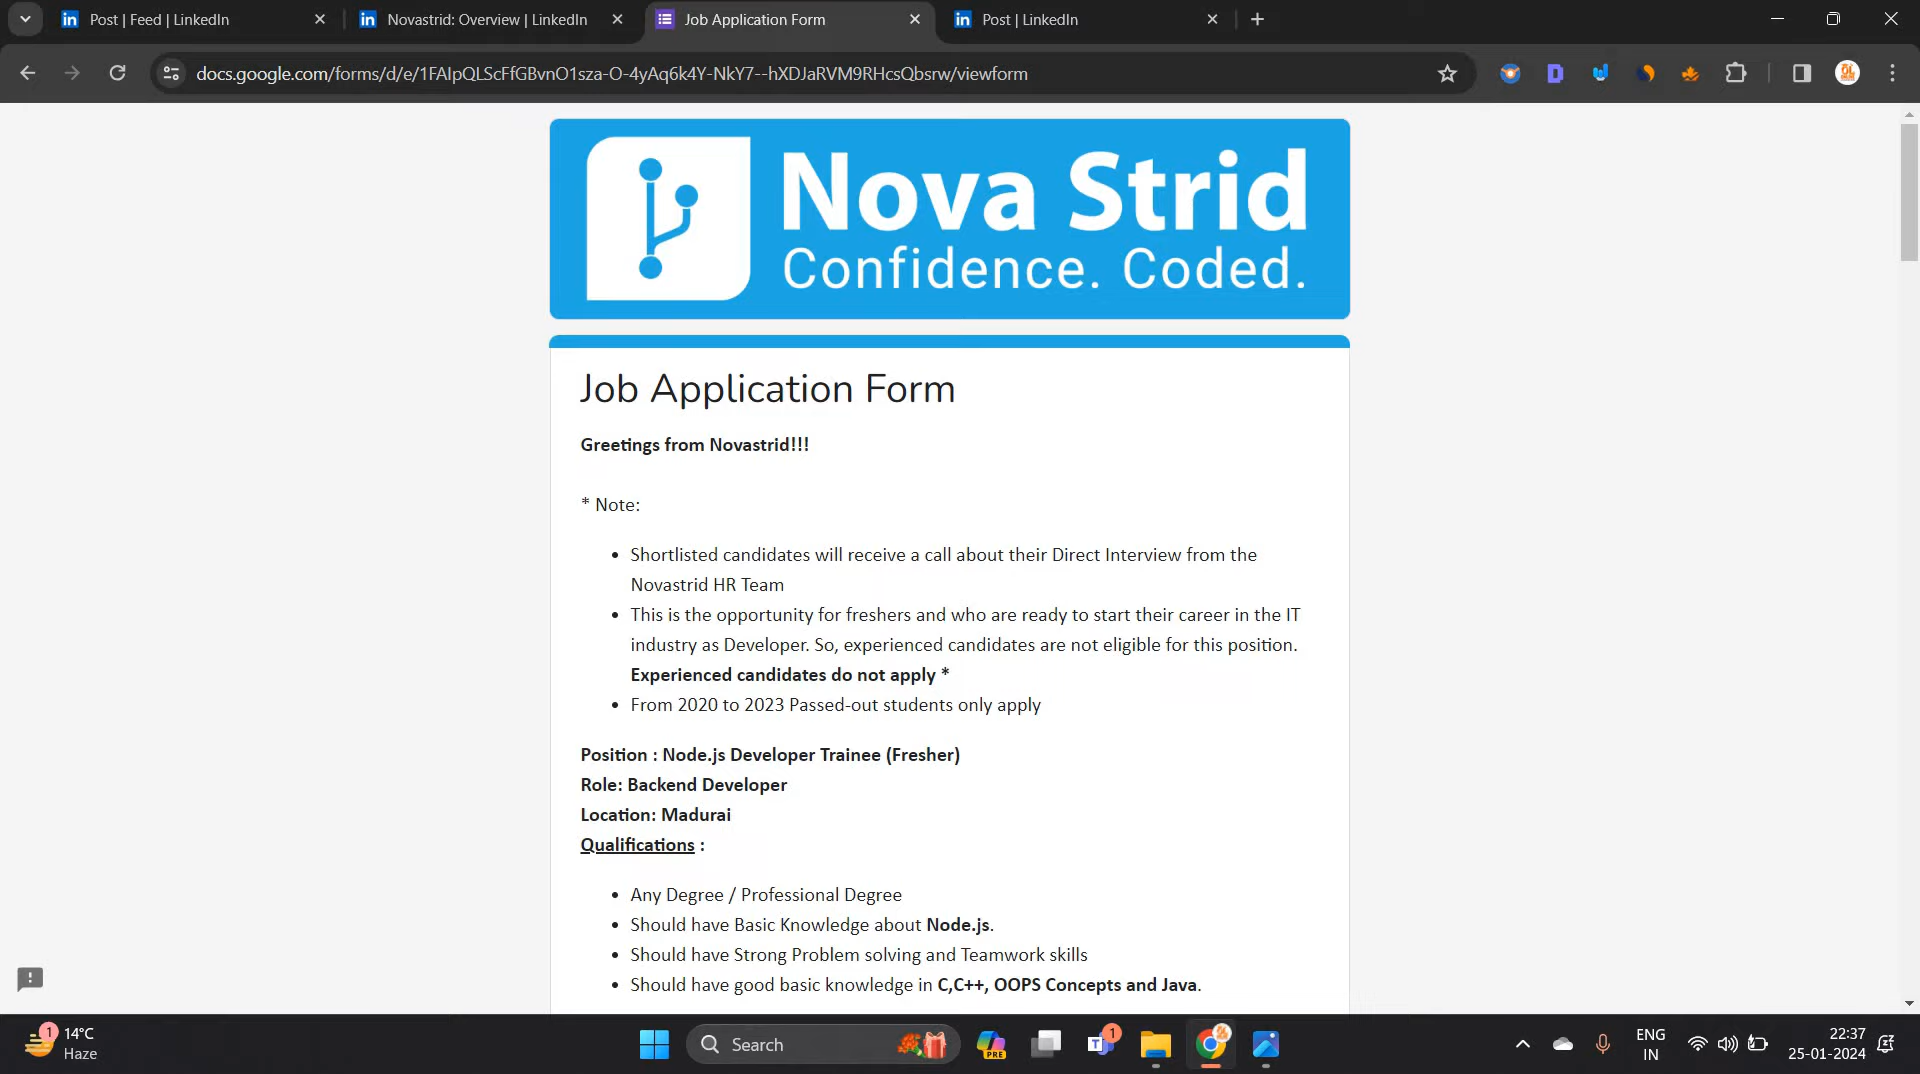 Post | Feed | LinkedIn
Novastrid: Overview | LinkedIn
Job Application Form
Post | LinkedIn
docs.google.com/forms/d/e/1FAIpQLScFfGBvnO1sza-O-4yAq6k4Y-NkY7--hXDJaRVM9RHcsQbsrw/viewform
Nova Strid
Confidence. Coded.
Job Application Form
Greetings from Novastrid!!!
* Note:
• Shortlisted candidates will receive a call about their Direct Interview from the
Novastrid HR Team
• This is the opportunity for freshers and who are ready to start their career in the IT
industry as Developer. So, experienced candidates are not eligible for this position.
Experienced candidates do not apply *
• From 2020 to 2023 Passed-out students only apply
Position : Node.js Developer Trainee (Fresher)
Role: Backend Developer
Location: Madurai
Qualifications :
• Any Degree / Professional Degree
• Should have Basic Knowledge about Node.js.
• Should have Strong Problem solving and Teamwork skills
• Should have good basic knowledge in C,C++, OOPS Concepts and Java.
1
14°C
Haze
Search
PRE
1
ENG
IN
22:37
25-01-2024